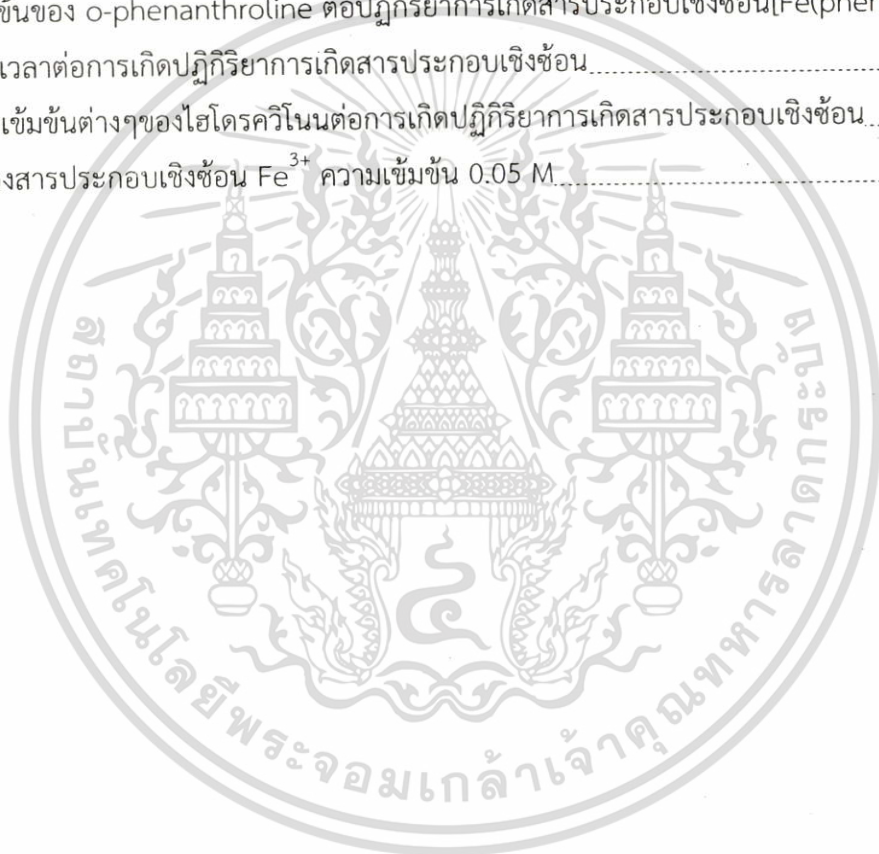 ข้นของ o-phenanthroline ต่อปฏิกิริยาการเกิดสารประกอบเชิงซ้อน[Fe(phen
เวลาต่อการเกิดปฏิกิริยาการเกิดสารประกอบเชิงซ้อน
เข้มข้นต่างๆของไฮโดรควิโนนต่อการเกิดปฏิกิริยาการเกิดสารประกอบเชิงซ้อน
งสารประกอบเชิงซ้อน Fe³⁺ ความเข้มข้น 0.05 M
สถาบันเทคโนโลยีพระจอมเกล้าเจ้าคุณทหารลาดกระบัง